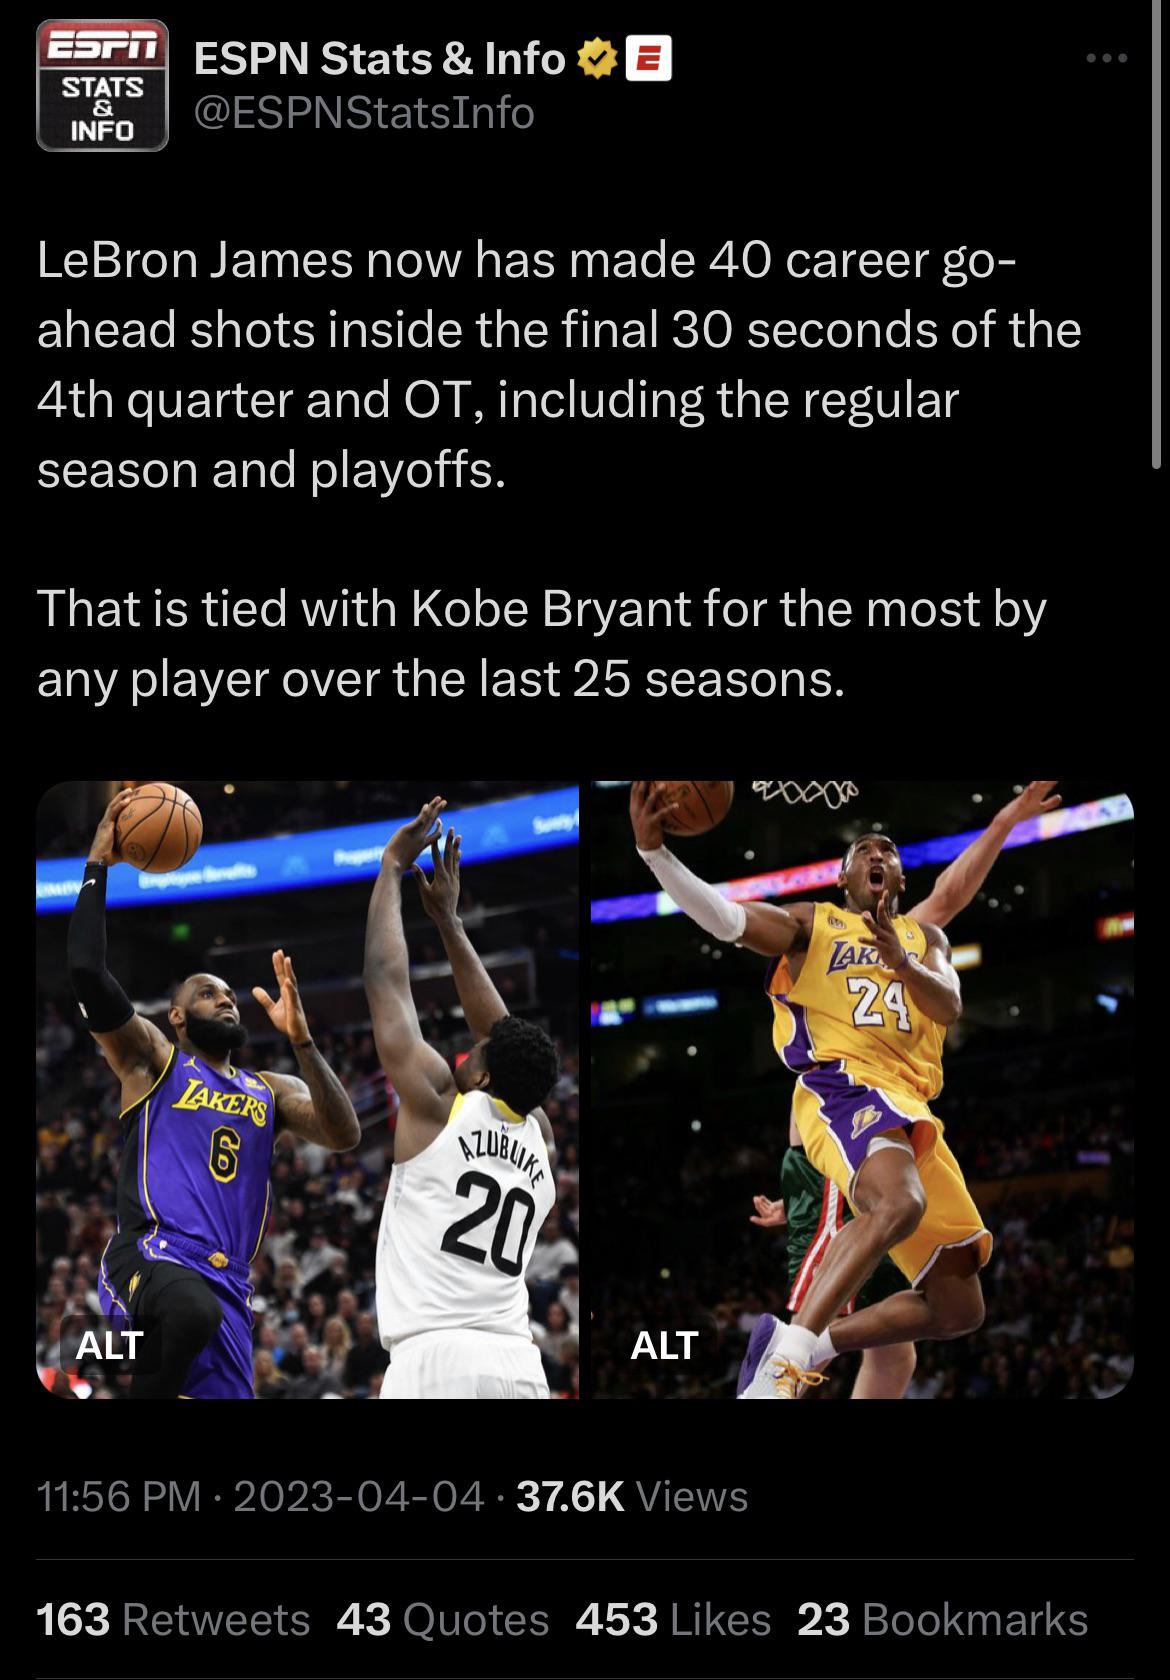 ESPN
STATS
&
INFO
ESPN Stats & Info
E
@ESPNStatsInfo
LeBron James now has made 40 career go-
ahead shots inside the final 30 seconds of the
4th quarter and OT, including the regular
season and playoffs.
That is tied with Kobe Bryant for the most by
any player over the last 25 seasons.
Employee Benefits
LAKERS
6
AZUBUIKE
20
ALT
LAKERS
24
ALT
11:56 PM · 2023-04-04 · 37.6K Views
163 Retweets 43 Quotes 453 Likes 23 Bookmarks